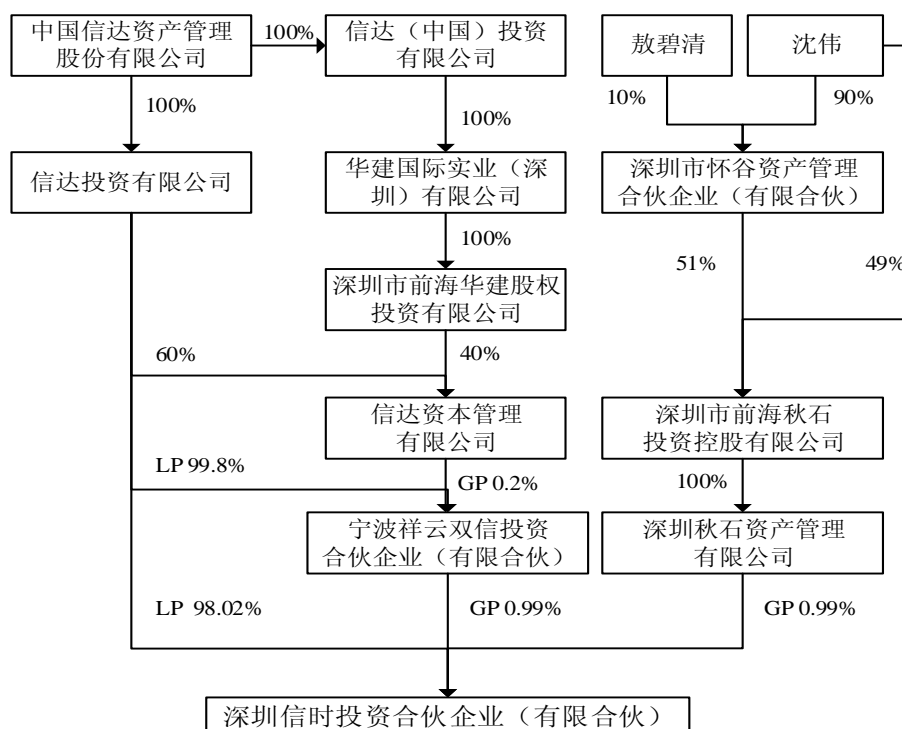 中国信达资产管理
股份有限公司
100%
信达（中国）投资
有限公司
敖碧清
沈伟
100%
100%
10%
90%
信达投资有限公司
华建国际实业（深
圳）有限公司
深圳市怀谷资产管理
合伙企业（有限合伙）
100%
51%
49%
深圳市前海华建股权
投资有限公司
60%
40%
信达资本管理
有限公司
深圳市前海秋石
投资控股有限公司
LP 99.8%
GP 0.2%
100%
宁波祥云双信投资
合伙企业（有限合伙）
深圳秋石资产管理
有限公司
LP 98.02%
GP 0.99%
GP 0.99%
深圳信时投资合伙企业（有限合伙）